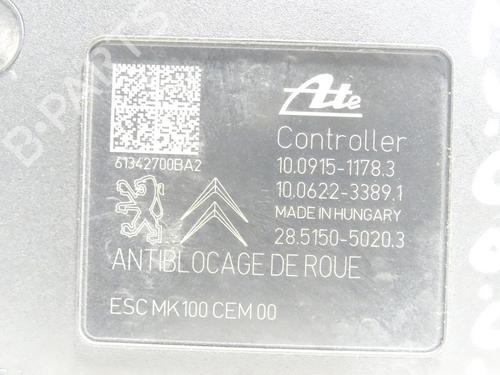 Ate
Controller
61342700BA2
10.0915-1178.3
10.0622-3389.1
MADE IN HUNGARY
28.5150-5020.3
ANTIBLOCAGE DE ROUE
ESC MK100 CEM 00
B-PARTS